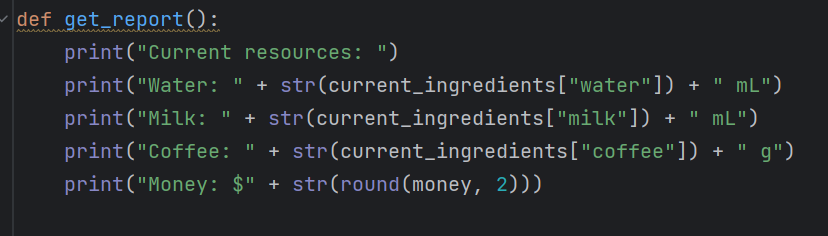 def get_report():
    print("Current resources: ")
    print("Water: " + str(current_ingredients["water"]) + " mL")
    print("Milk: " + str(current_ingredients["milk"]) + " mL")
    print("Coffee: " + str(current_ingredients["coffee"]) + " g")
    print("Money: $" + str(round(money, 2)))